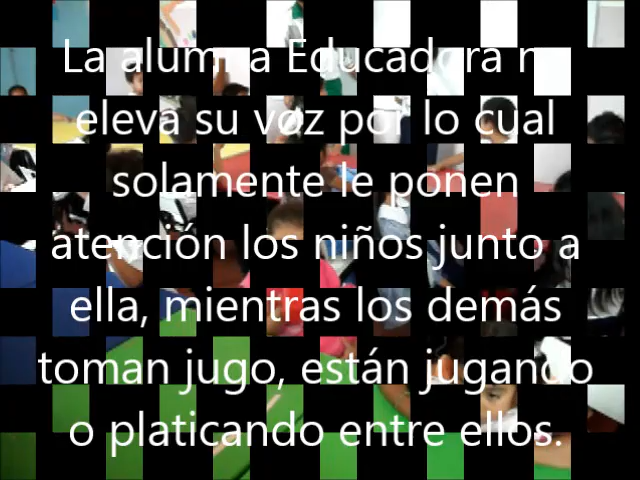 La alumna Educadora no
eleva su voz por lo cual
solamente le ponen
atención los niños junto a
ella, mientras los demás
toman jugo, están jugando
o platicando entre ellos.